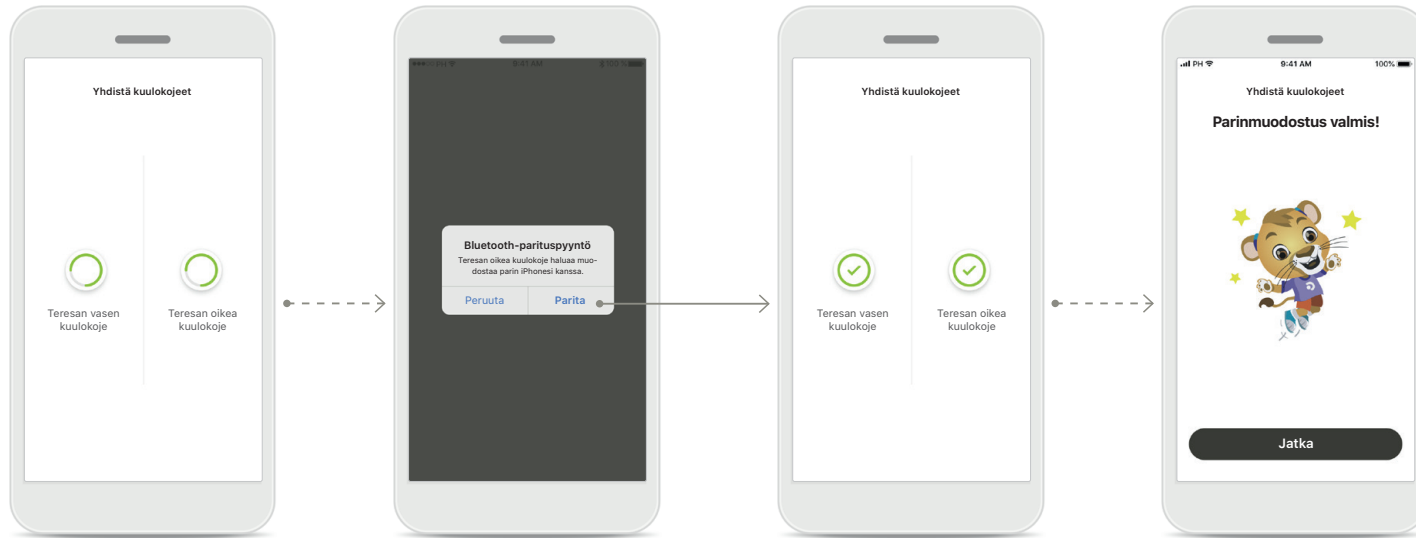 Yhdistä kuulokojeet
Teresan vasen
kuulokoje
Teresan oikea
kuulokoje
9:41 AM
100 %
Bluetooth-parituspyyntö
Teresan oikea kuulokoje haluaa muo-
dostaa parin iPhonesi kanssa.
Peruuta
Parita
Yhdistä kuulokojeet
Teresan vasen
kuulokoje
Teresan oikea
kuulokoje
PH
9:41 AM
100%
Yhdistä kuulokojeet
Parinmuodostus valmis!
Jatka